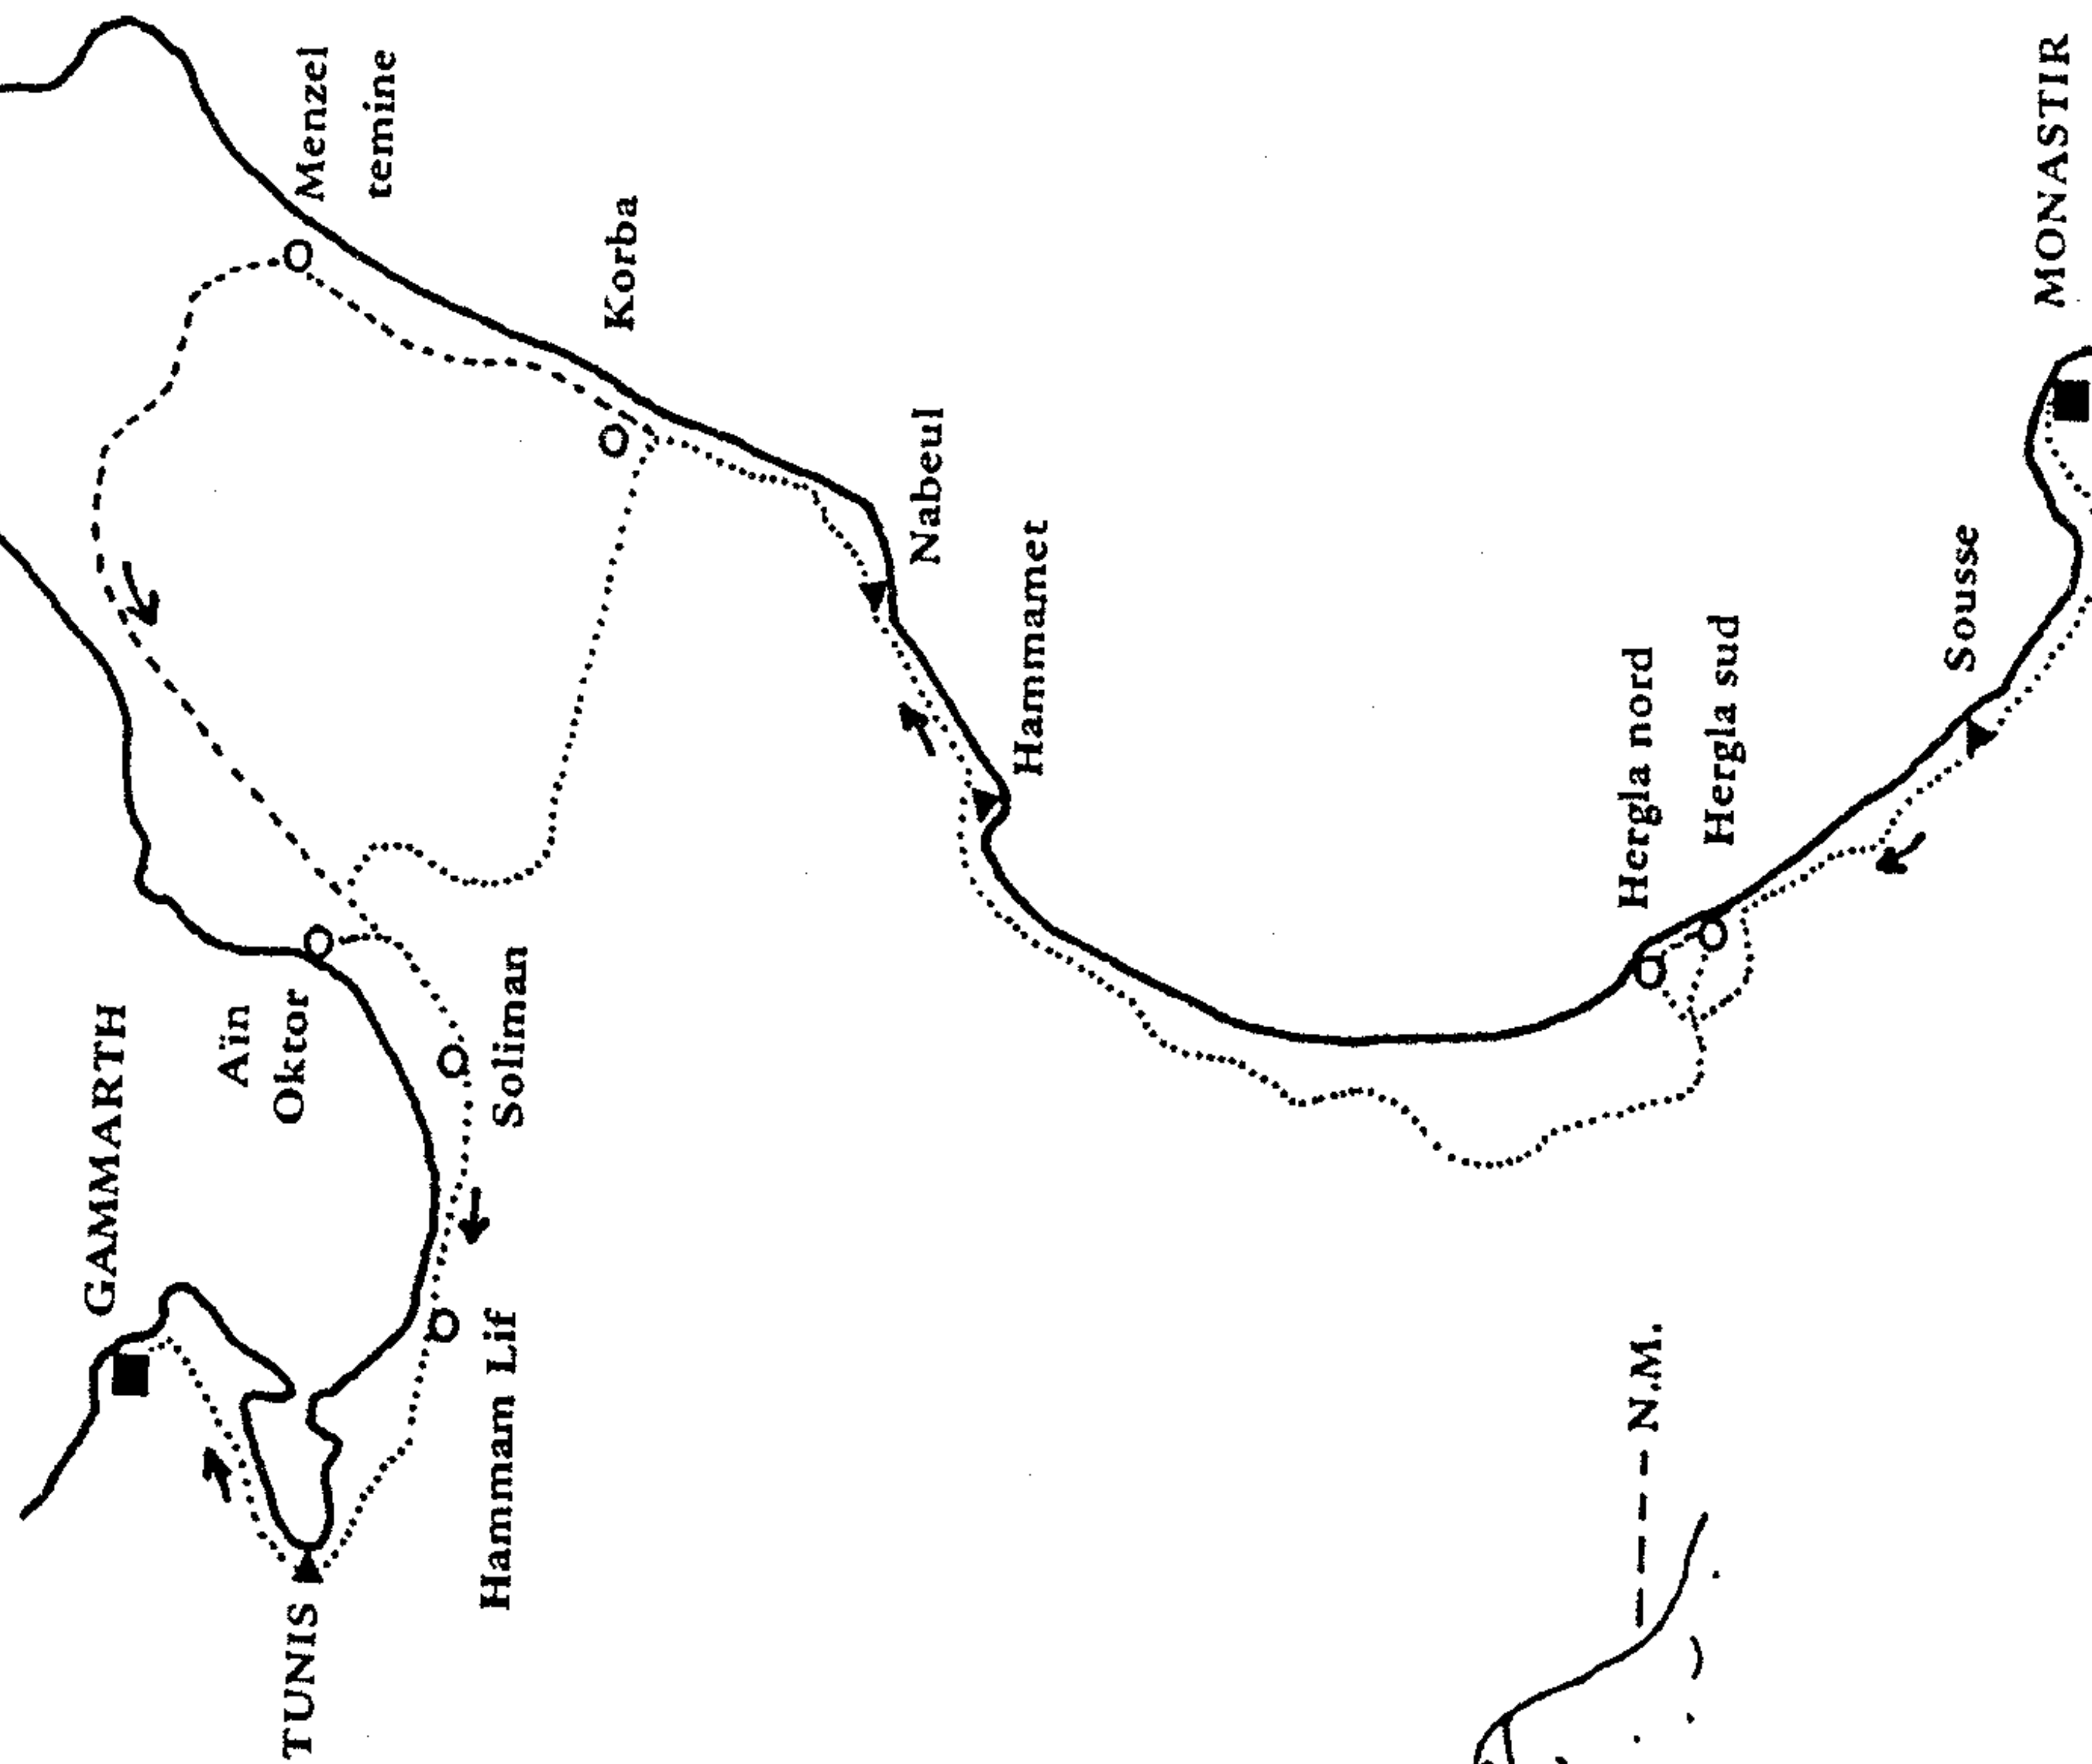 GAMMARTH
Aïn
Oktor
TUNIS
Menzel
temine
Hammam Lif
Soliman
Korba
Nabeul
Hammamet
N.M.
Hergla nord
Hergla sud
Sousse
MONASTIR